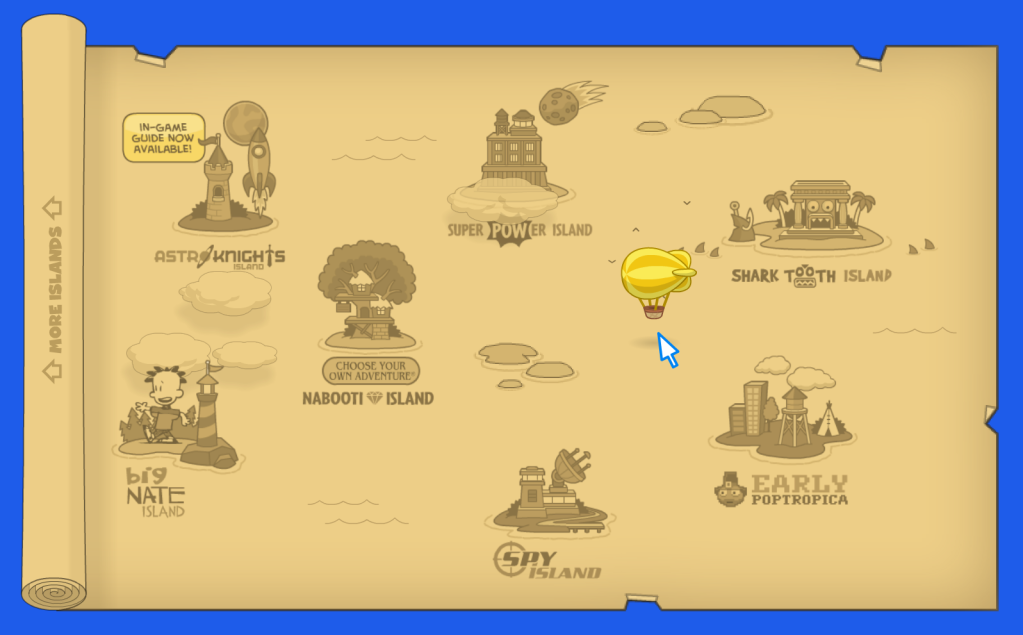 IN-GAME
GUIDE NOW
AVAILABLE!
ASTROKNIGHTS
ISLAND
SUPER POWER ISLAND
SHARK TOOTH ISLAND
MORE ISLANDS
CHOOSE YOUR
OWN ADVENTURE®
NABOOTI ISLAND
big
NATE
ISLAND
EARLY
POPTROPICA
SPY
ISLAND